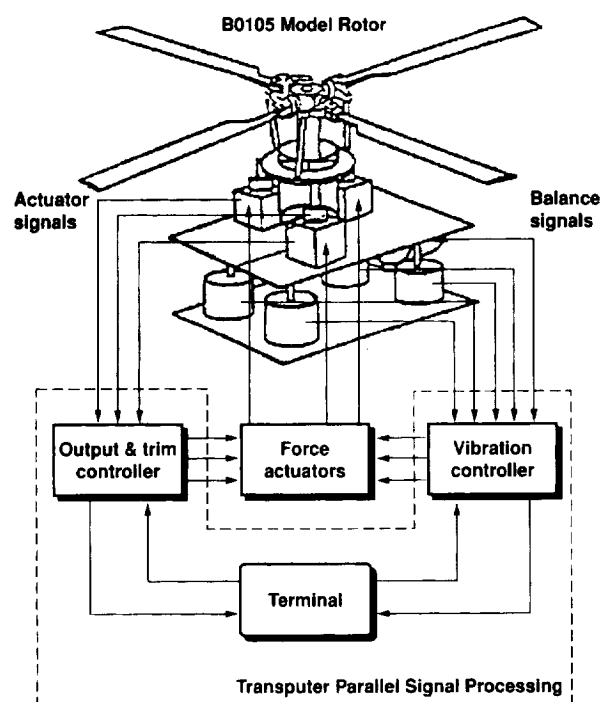 B0105 Model Rotor
Actuator
signals
Balance
signals
Output & trim
controller
Force
actuators
Vibration
controller
Terminal
Transputer Parallel Signal Processing